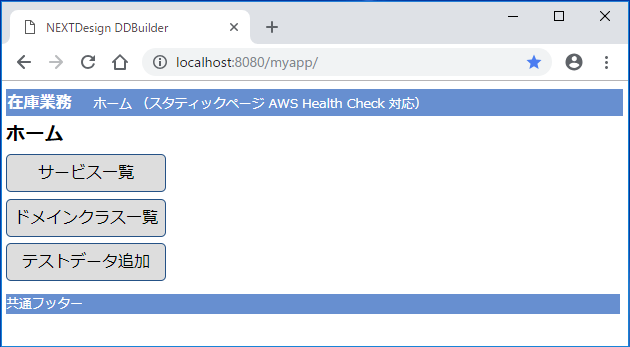 NEXTDesign DDBuilder
localhost:8080/myapp/
在庫業務 ホーム （スタティックページ AWS Health Check 対応）
ホーム
サービス一覧
ドメインクラス一覧
テストデータ追加
共通フッター